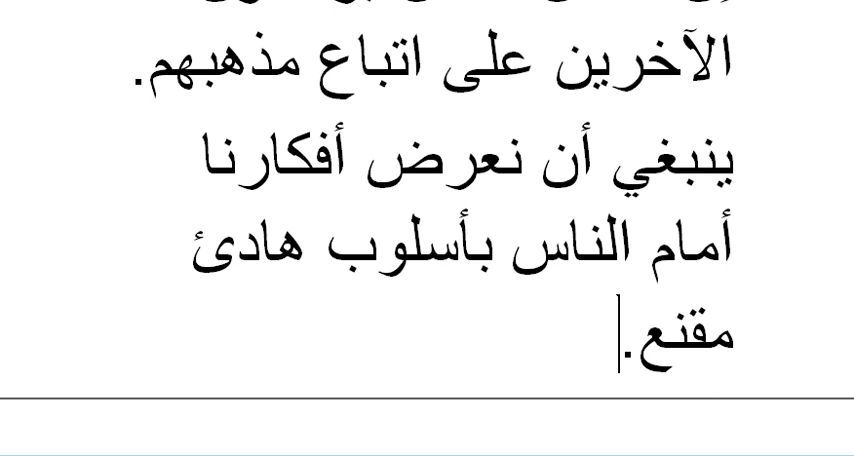 الآخرين على اتباع مذهبهم.
ينبغي أن نعرض أفكارنا
أمام الناس بأسلوب هادئ
مقنع.